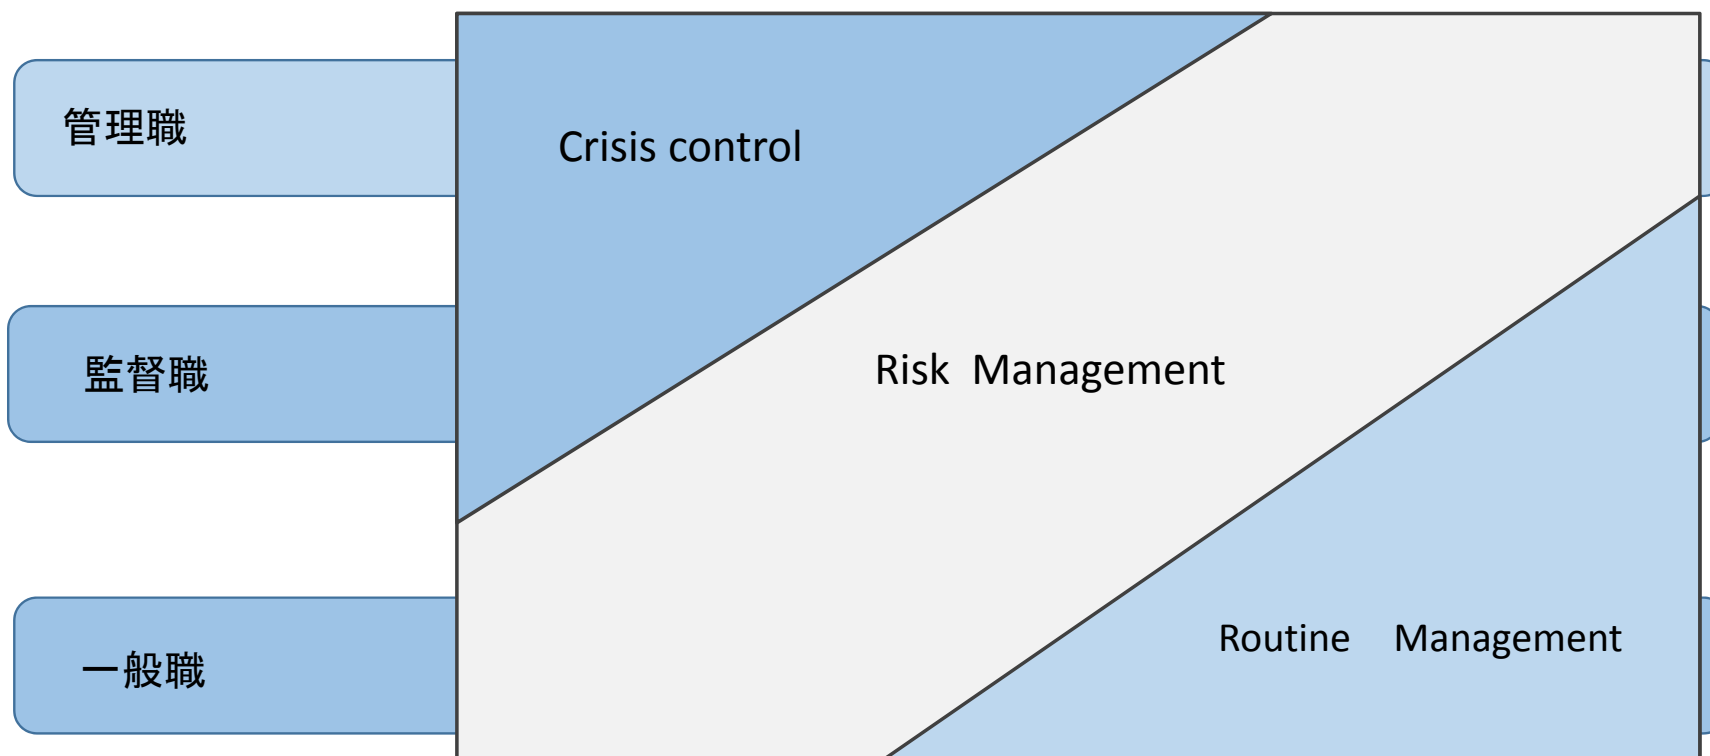 管理職
Crisis control
監督職
Risk Management
一般職
Routine Management